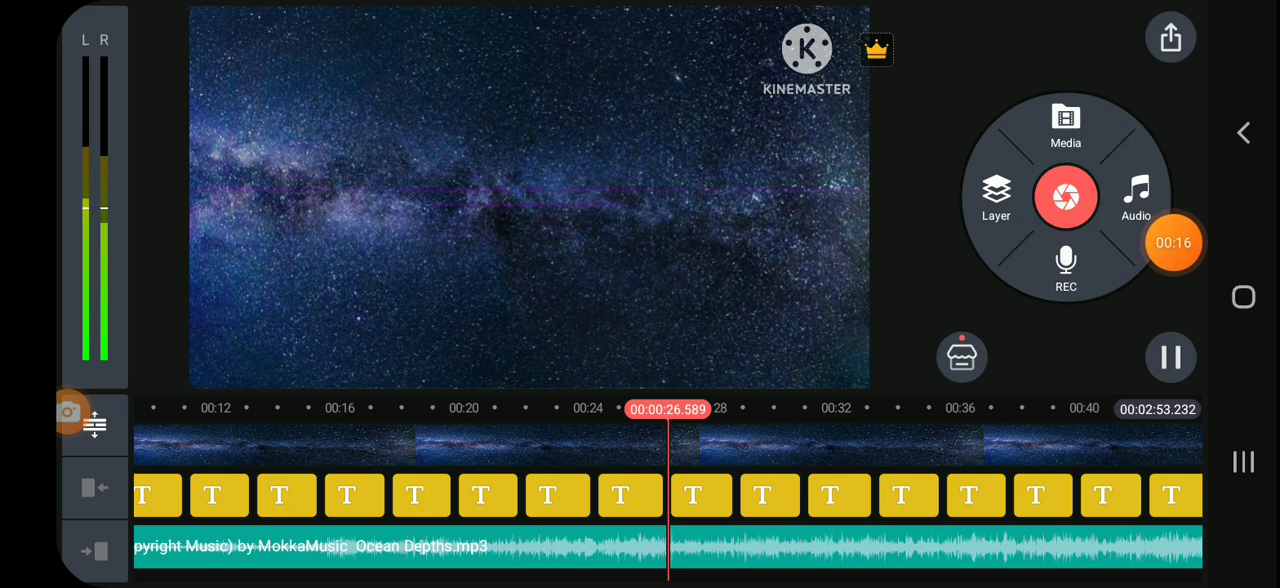 L R
KINEMASTER
Media
Layer
Audio
00:16
REC
00:12
00:16
00:20
00:24
00:00:26.589
28
00:32
00:36
00:40
00:02:53.232
T T T T T T T T T T T T T T T T
pyright Music) by MokkaMusic Ocean Depths.mp3